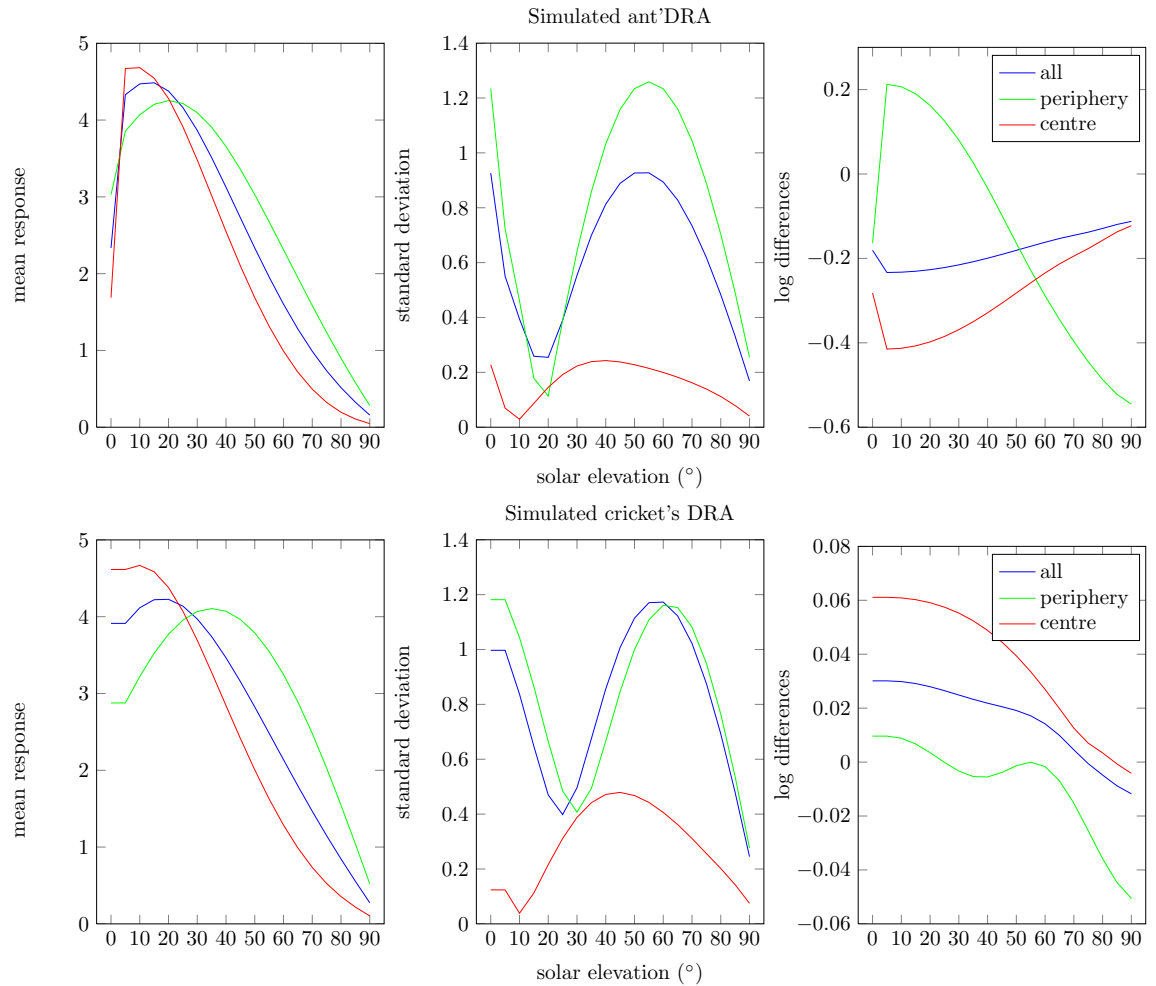 Simulated ant'DRA
mean response
5
4
3
2
1
0
0 10 20 30 40 50 60 70 80 90
standard deviation
1.4
1.2
1
0.8
0.6
0.4
0.2
0
0 10 20 30 40 50 60 70 80 90
solar elevation (°)
log differences
0.2
0
−0.2
−0.4
−0.6
0 10 20 30 40 50 60 70 80 90
all
periphery
centre
Simulated cricket's DRA
mean response
5
4
3
2
1
0
0 10 20 30 40 50 60 70 80 90
standard deviation
1.4
1.2
1
0.8
0.6
0.4
0.2
0
0 10 20 30 40 50 60 70 80 90
solar elevation (°)
log differences
0.08
0.06
0.04
0.02
0
−0.02
−0.04
−0.06
0 10 20 30 40 50 60 70 80 90
all
periphery
centre